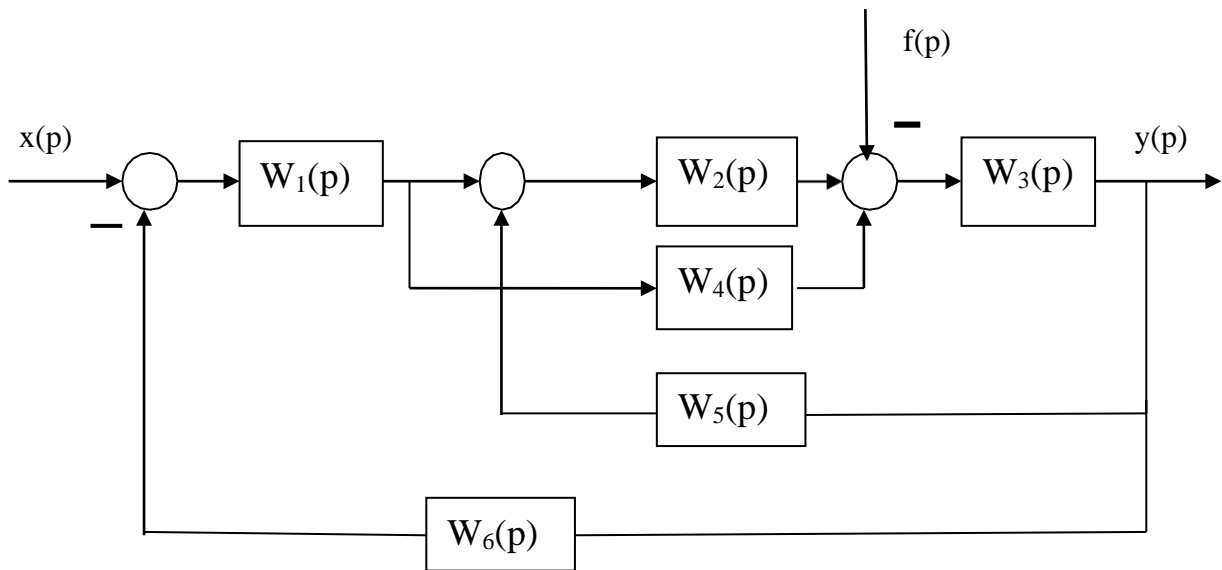 f(p)
x(p)
y(p)
W₁(p)
W₂(p)
W₃(p)
W₄(p)
W₅(p)
W₆(p)